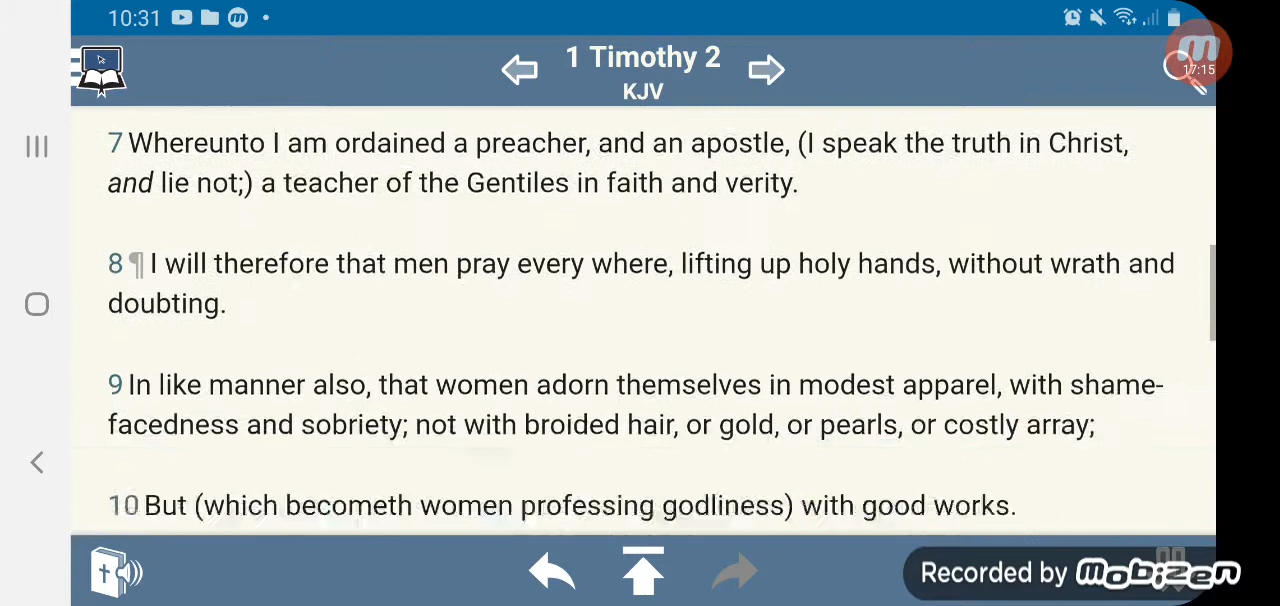 10:31
1 Timothy 2
KJV
17:15
7 Whereunto I am ordained a preacher, and an apostle, (I speak the truth in Christ,
and lie not;) a teacher of the Gentiles in faith and verity.
8 ¶ I will therefore that men pray every where, lifting up holy hands, without wrath and
doubting.
9 In like manner also, that women adorn themselves in modest apparel, with shame-
facedness and sobriety; not with broided hair, or gold, or pearls, or costly array;
10 But (which becometh women professing godliness) with good works.
Recorded by mobizen